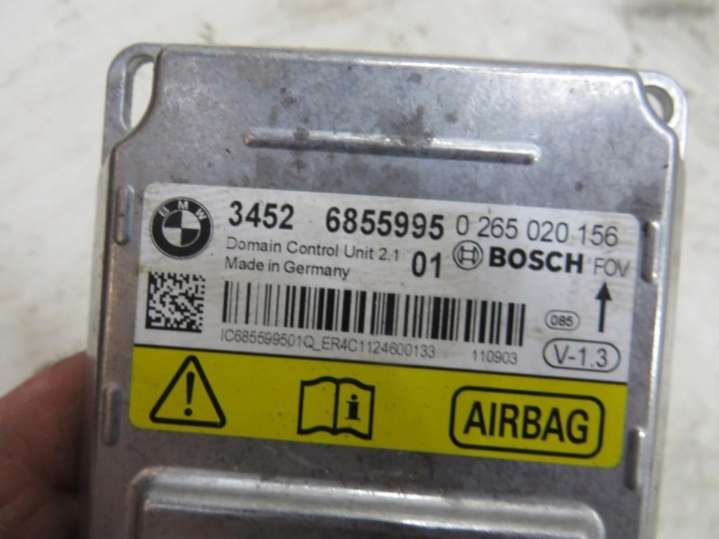 BMW
3452 6855995 0 265 020 156
Domain Control Unit 2.1 01 BOSCH FOV
Made in Germany
085
IC685599501Q_ER4C1124600133 110903 V-1.3
i AIRBAG